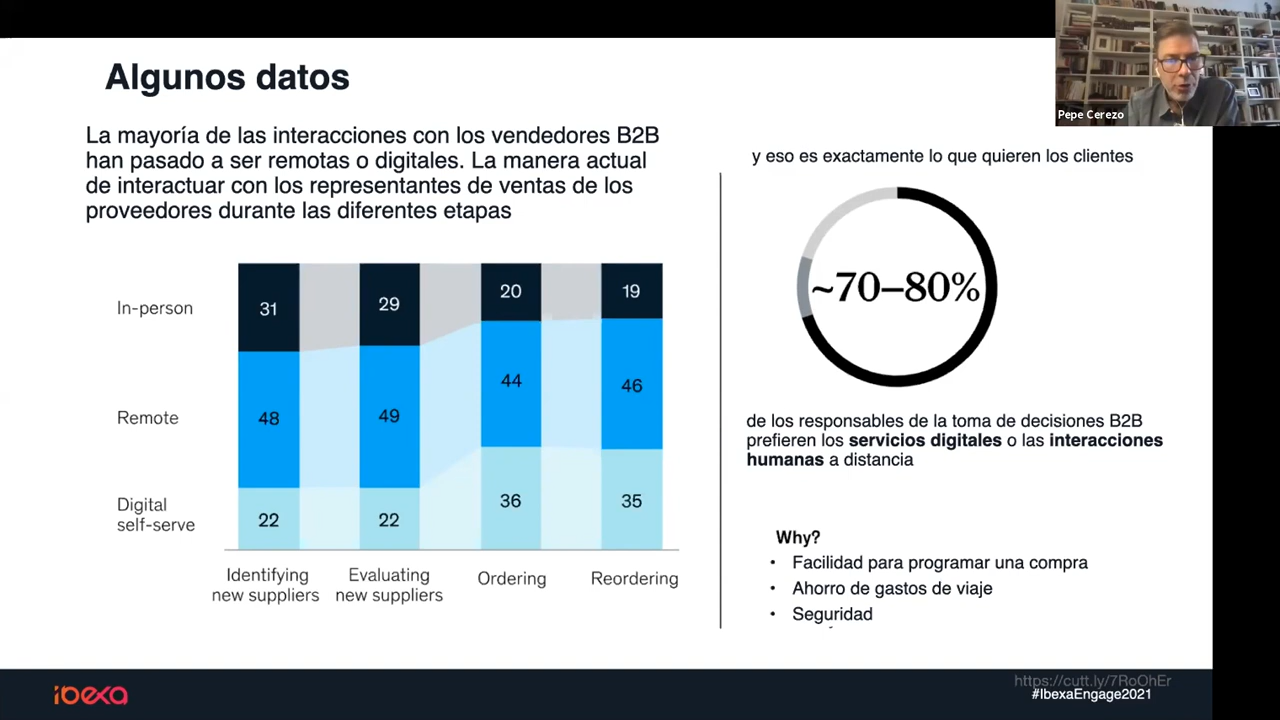 Algunos datos
Pepe Cerezo
La mayoría de las interacciones con los vendedores B2B
han pasado a ser remotas o digitales. La manera actual
de interactuar con los representantes de ventas de los
proveedores durante las diferentes etapas
In-person
31
29
20
19
Remote
48
49
44
46
Digital
self-serve
22
22
36
35
Identifying
new suppliers
Evaluating
new suppliers
Ordering
Reordering
y eso es exactamente lo que quieren los clientes
~70–80%
de los responsables de la toma de decisiones B2B
prefieren los servicios digitales o las interacciones
humanas a distancia
Why?
• Facilidad para programar una compra
• Ahorro de gastos de viaje
• Seguridad
ibexa
https://cutt.ly/7RoOhEr
#IbexaEngage2021